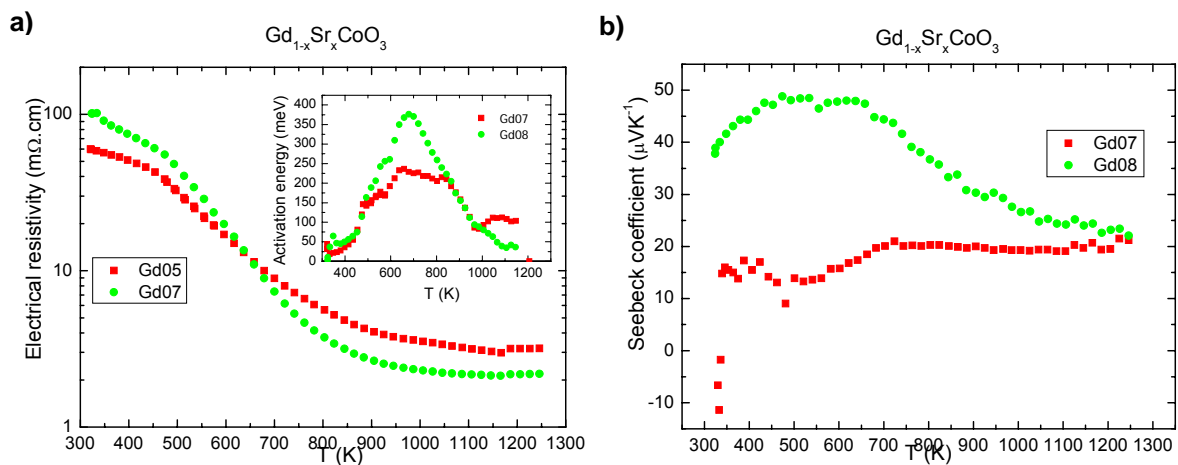 a)
Gd1-xSrxCoO3
Electrical resistivity (mΩ.cm)
100
10
1
300 400 500 600 700 800 900 1000 1100 1200 1300
T (K)
Gd05
Gd07
Activation energy (meV)
400
350
300
250
200
150
100
50
0
400 600 800 1000 1200
T (K)
Gd07
Gd08
b)
Gd1-xSrxCoO3
Seebeck coefficient (μVK-1)
50
40
30
20
10
0
-10
300 400 500 600 700 800 900 1000 1100 1200 1300
T (K)
Gd07
Gd08